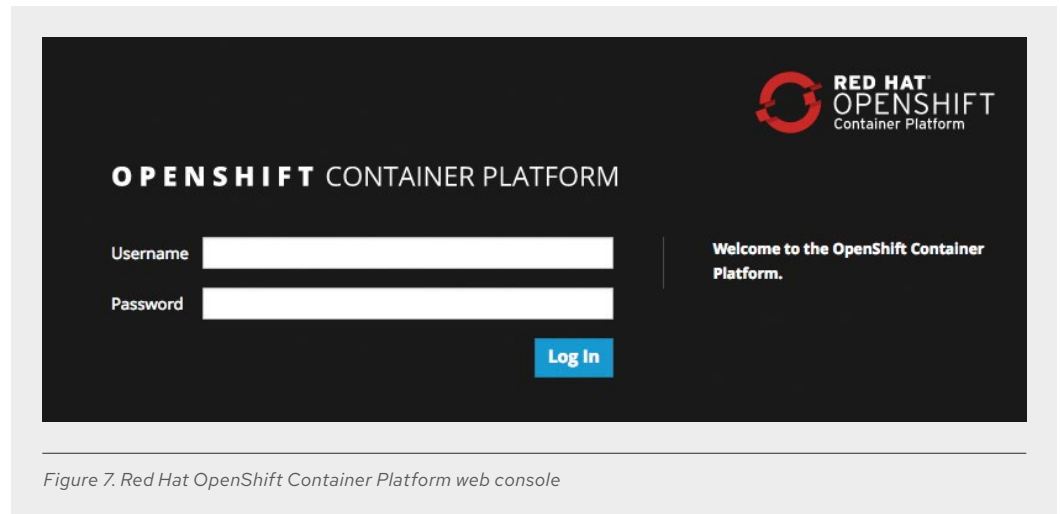 RED HAT
OPENSHIFT
Container Platform
OPENSHIFT CONTAINER PLATFORM
Username
Password
Log In
Welcome to the OpenShift Container
Platform.
Figure 7. Red Hat OpenShift Container Platform web console